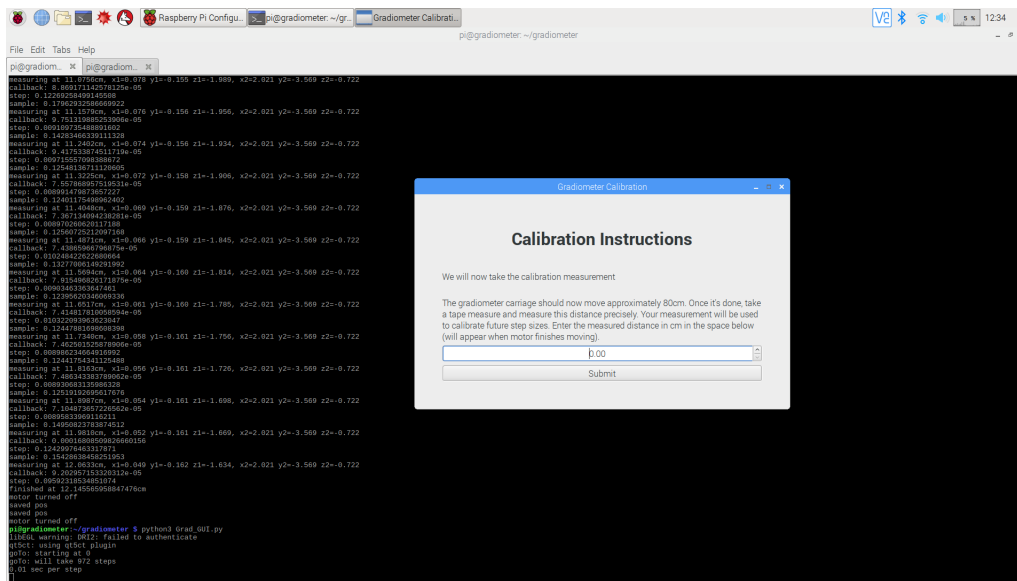 Raspberry Pi Configu...
pi@gradiometer: ~/gr...
Gradiometer Calibrati...
V2
5 %
12:34
pi@gradiometer: ~/gradiometer
File Edit Tabs Help
pi@gradiom...
pi@gradiom...
measuring at 11.0756cm, x1=0.078 y1=-0.155 z1=-1.989, x2=2.021 y2=-3.569 z2=-0.722
callback: 8.869171142578125e-05
step: 0.12269258499145508
sample: 0.17962932586669922
measuring at 11.1579cm, x1=0.076 y1=-0.156 z1=-1.956, x2=2.021 y2=-3.569 z2=-0.722
callback: 9.751319885253906e-05
step: 0.009109735488891602
sample: 0.14283466339111328
measuring at 11.2402cm, x1=0.074 y1=-0.156 z1=-1.934, x2=2.021 y2=-3.569 z2=-0.722
callback: 9.417533874511719e-05
step: 0.009715557098388672
sample: 0.12548136711120605
measuring at 11.3225cm, x1=0.072 y1=-0.158 z1=-1.906, x2=2.021 y2=-3.569 z2=-0.722
callback: 7.557868957519531e-05
step: 0.008991479873657227
sample: 0.12401175498962402
measuring at 11.4048cm, x1=0.069 y1=-0.159 z1=-1.876, x2=2.021 y2=-3.569 z2=-0.722
callback: 7.367134094238281e-05
step: 0.008970260620117188
sample: 0.12560725212097168
measuring at 11.4871cm, x1=0.066 y1=-0.159 z1=-1.845, x2=2.021 y2=-3.569 z2=-0.722
callback: 7.43865966796875e-05
step: 0.010248422622680664
sample: 0.13277006149291992
measuring at 11.5694cm, x1=0.064 y1=-0.160 z1=-1.814, x2=2.021 y2=-3.569 z2=-0.722
callback: 7.915496826171875e-05
step: 0.00903463363647461
sample: 0.12395620346069336
measuring at 11.6517cm, x1=0.061 y1=-0.160 z1=-1.785, x2=2.021 y2=-3.569 z2=-0.722
callback: 7.414817810058594e-05
step: 0.010322093963623047
sample: 0.12447881698608398
measuring at 11.7340cm, x1=0.058 y1=-0.161 z1=-1.756, x2=2.021 y2=-3.569 z2=-0.722
callback: 7.462501525878906e-05
step: 0.008986234664916992
sample: 0.12441754341125488
measuring at 11.8163cm, x1=0.056 y1=-0.161 z1=-1.726, x2=2.021 y2=-3.569 z2=-0.722
callback: 7.486343383789062e-05
step: 0.008930683135986328
sample: 0.12519192695617676
measuring at 11.8987cm, x1=0.054 y1=-0.161 z1=-1.698, x2=2.021 y2=-3.569 z2=-0.722
callback: 7.104873657226562e-05
step: 0.00895833969116211
sample: 0.14950823783874512
measuring at 11.9810cm, x1=0.052 y1=-0.161 z1=-1.669, x2=2.021 y2=-3.569 z2=-0.722
callback: 0.00016808509826660156
step: 0.12429976463317871
sample: 0.15428638458251953
measuring at 12.0633cm, x1=0.049 y1=-0.162 z1=-1.634, x2=2.021 y2=-3.569 z2=-0.722
callback: 9.202957153320312e-05
step: 0.09592318534851074
finished at 12.145565958847476cm
motor turned off
saved pos
saved pos
motor turned off
pi@gradiometer:~/gradiometer $ python3 Grad_GUI.py
libEGL warning: DRI2: failed to authenticate
qt5ct: using qt5ct plugin
goTo: starting at 0
goTo: will take 972 steps
0.01 sec per step
Gradiometer Calibration
Calibration Instructions
We will now take the calibration measurement
The gradiometer carriage should now move approximately 80cm. Once it's done, take
a tape measure and measure this distance precisely. Your measurement will be used
to calibrate future step sizes. Enter the measured distance in cm in the space below
(will appear when motor finishes moving).
0.00
Submit